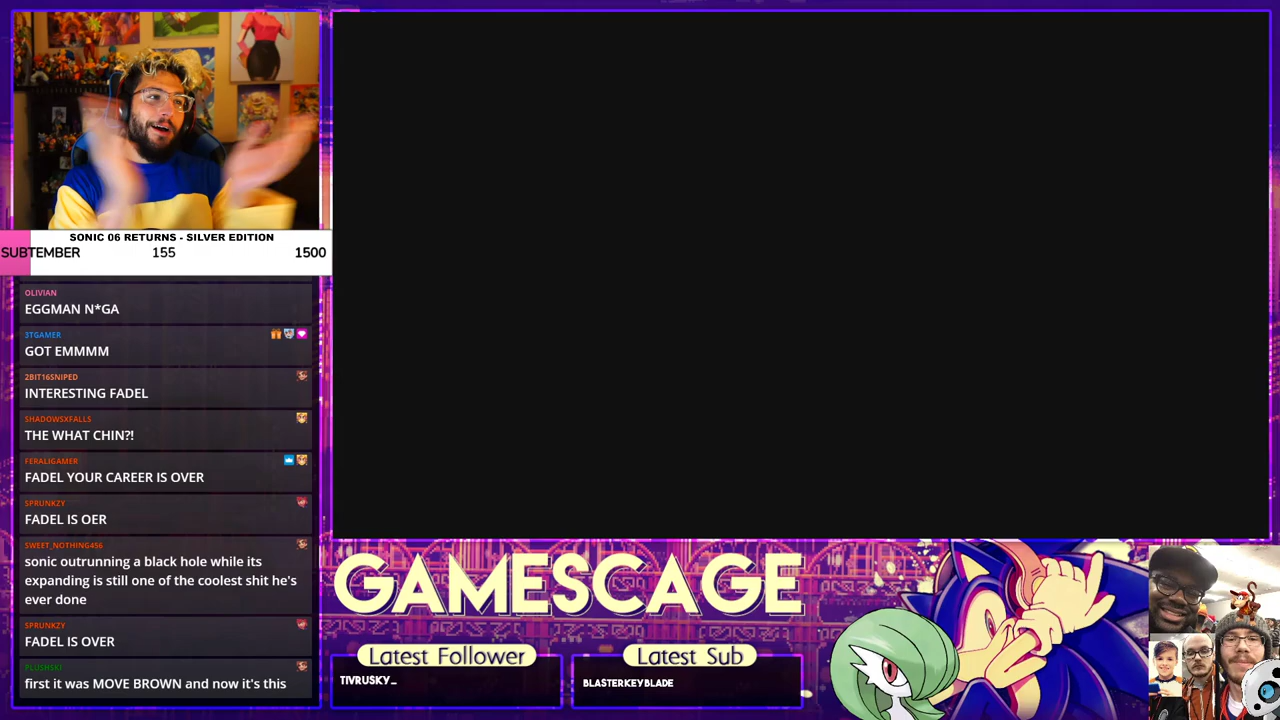 SONIC 06 RETURNS - SILVER EDITION
SUBTEMBER 155 1500
OLIVIAN
EGGMAN N*GA
3TGAMER
GOT EMMMM
2BIT16SNIPED
INTERESTING FADEL
SHADOWSXFALLS
THE WHAT CHIN?!
FERALIGAMER
FADEL YOUR CAREER IS OVER
SPRUNKZY
FADEL IS OER
SWEET_NOTHING456
sonic outrunning a black hole while its
expanding is still one of the coolest shit he's
ever done
SPRUNKZY
FADEL IS OVER
PLUSHSKI
first it was MOVE BROWN and now it's this
GAMESCAGE
Latest Follower
TIVRUSKY_
Latest Sub
BLASTERKEYBLADE